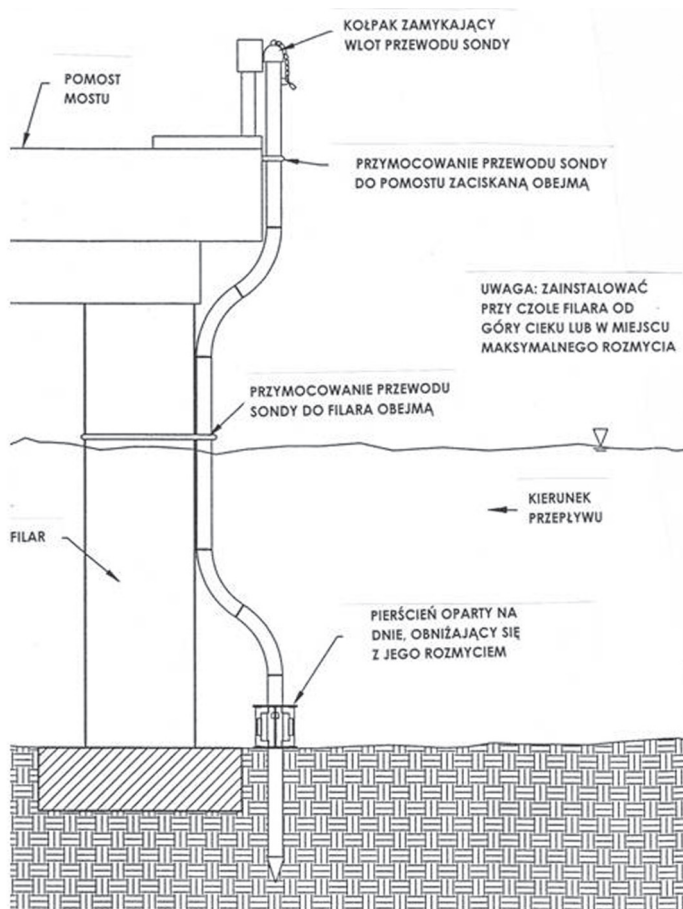 KOŁPAK ZAMYKAJĄCY
WLOT PRZEWODU SONDY
POMOST
MOSTU
PRZYMOCOWANIE PRZEWODU SONDY
DO POMOSTU ZACISKANĄ OBEJMĄ
UWAGA: ZAINSTALOWAĆ
PRZY CZOLE FILARA OD
GÓRY CIEKU LUB W MIEJSCU
MAKSYMALNEGO ROZMYCIA
PRZYMOCOWANIE PRZEWODU
SONDY DO FILARA OBEJMĄ
KIERUNEK
PRZEPŁYWU
FILAR
PIERŚCIEŃ OPARTY NA
DNIE, OBNIŻAJĄCY SIĘ
Z JEGO ROZMYCIEM